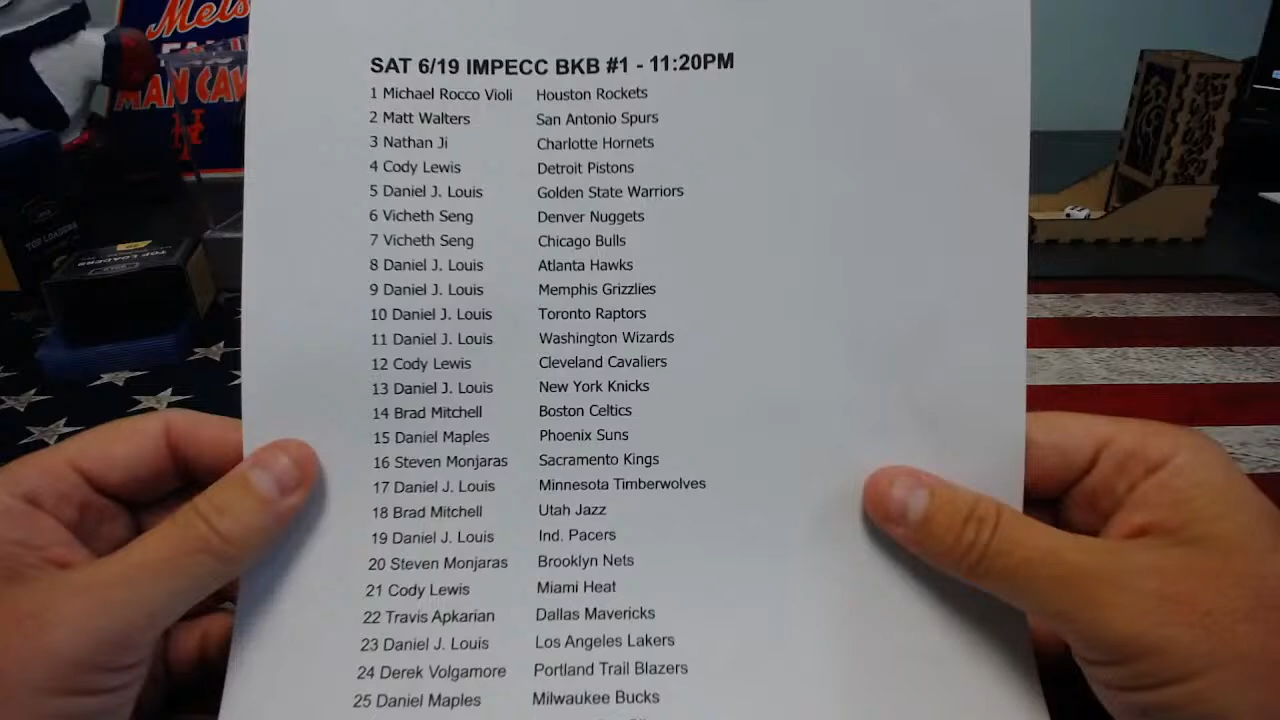 Mets
MAN CAV
TOP LOADERS
TOP LOADERS
SAT 6/19 IMPECC BKB #1 - 11:20PM
1 Michael Rocco Violi Houston Rockets
2 Matt Walters San Antonio Spurs
3 Nathan Ji Charlotte Hornets
4 Cody Lewis Detroit Pistons
5 Daniel J. Louis Golden State Warriors
6 Vicheth Seng Denver Nuggets
7 Vicheth Seng Chicago Bulls
8 Daniel J. Louis Atlanta Hawks
9 Daniel J. Louis Memphis Grizzlies
10 Daniel J. Louis Toronto Raptors
11 Daniel J. Louis Washington Wizards
12 Cody Lewis Cleveland Cavaliers
13 Daniel J. Louis New York Knicks
14 Brad Mitchell Boston Celtics
15 Daniel Maples Phoenix Suns
16 Steven Monjaras Sacramento Kings
17 Daniel J. Louis Minnesota Timberwolves
18 Brad Mitchell Utah Jazz
19 Daniel J. Louis Ind. Pacers
20 Steven Monjaras Brooklyn Nets
21 Cody Lewis Miami Heat
22 Travis Apkarian Dallas Mavericks
23 Daniel J. Louis Los Angeles Lakers
24 Derek Volgamore Portland Trail Blazers
25 Daniel Maples Milwaukee Bucks